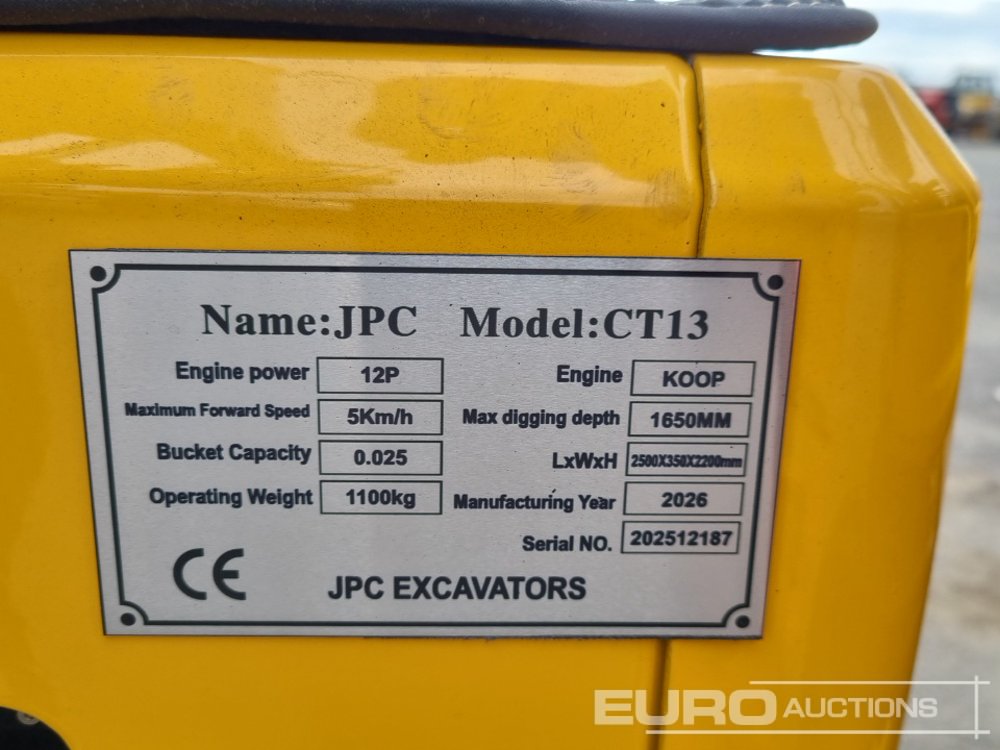 Name:JPC Model:CT13
Engine power 12P Engine KOOP
Maximum Forward Speed 5Km/h Max digging depth 1650MM
Bucket Capacity 0.025 LxWxH 2500X350X2200mm
Operating Weight 1100kg Manufacturing Year 2026
Serial NO. 202512187
CE JPC EXCAVATORS
EURO AUCTIONS